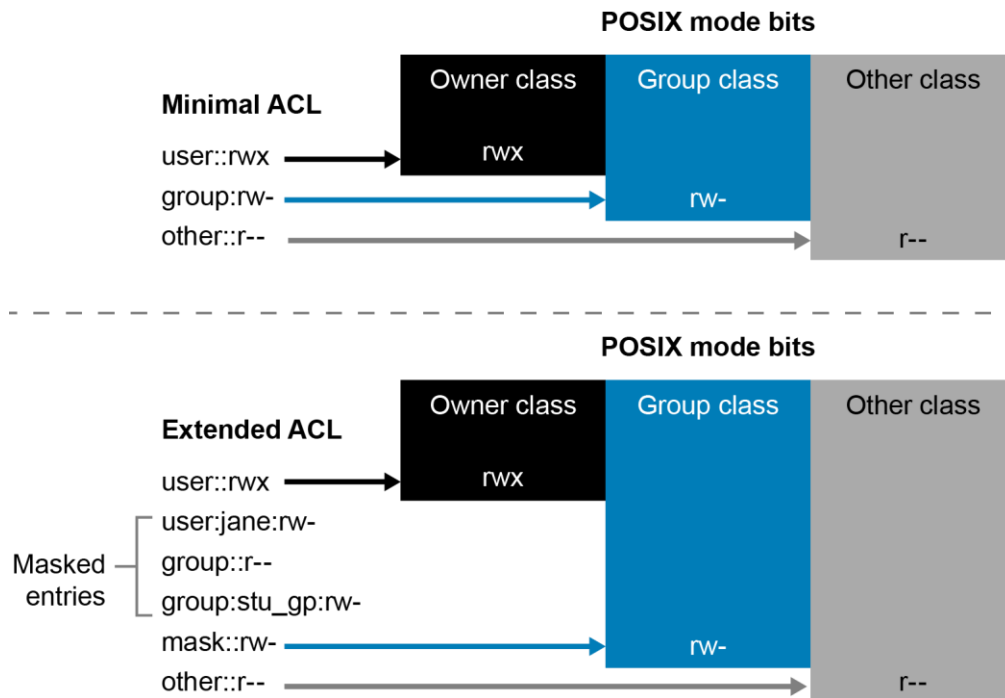 POSIX mode bits
Owner class Group class Other class
Minimal ACL
user::rwx rwx
group:rw- rw-
other::r-- r--
POSIX mode bits
Owner class Group class Other class
Extended ACL
user::rwx rwx
user:jane:rw-
Masked entries
group::r--
group:stu_gp:rw-
mask::rw- rw-
other::r-- r--